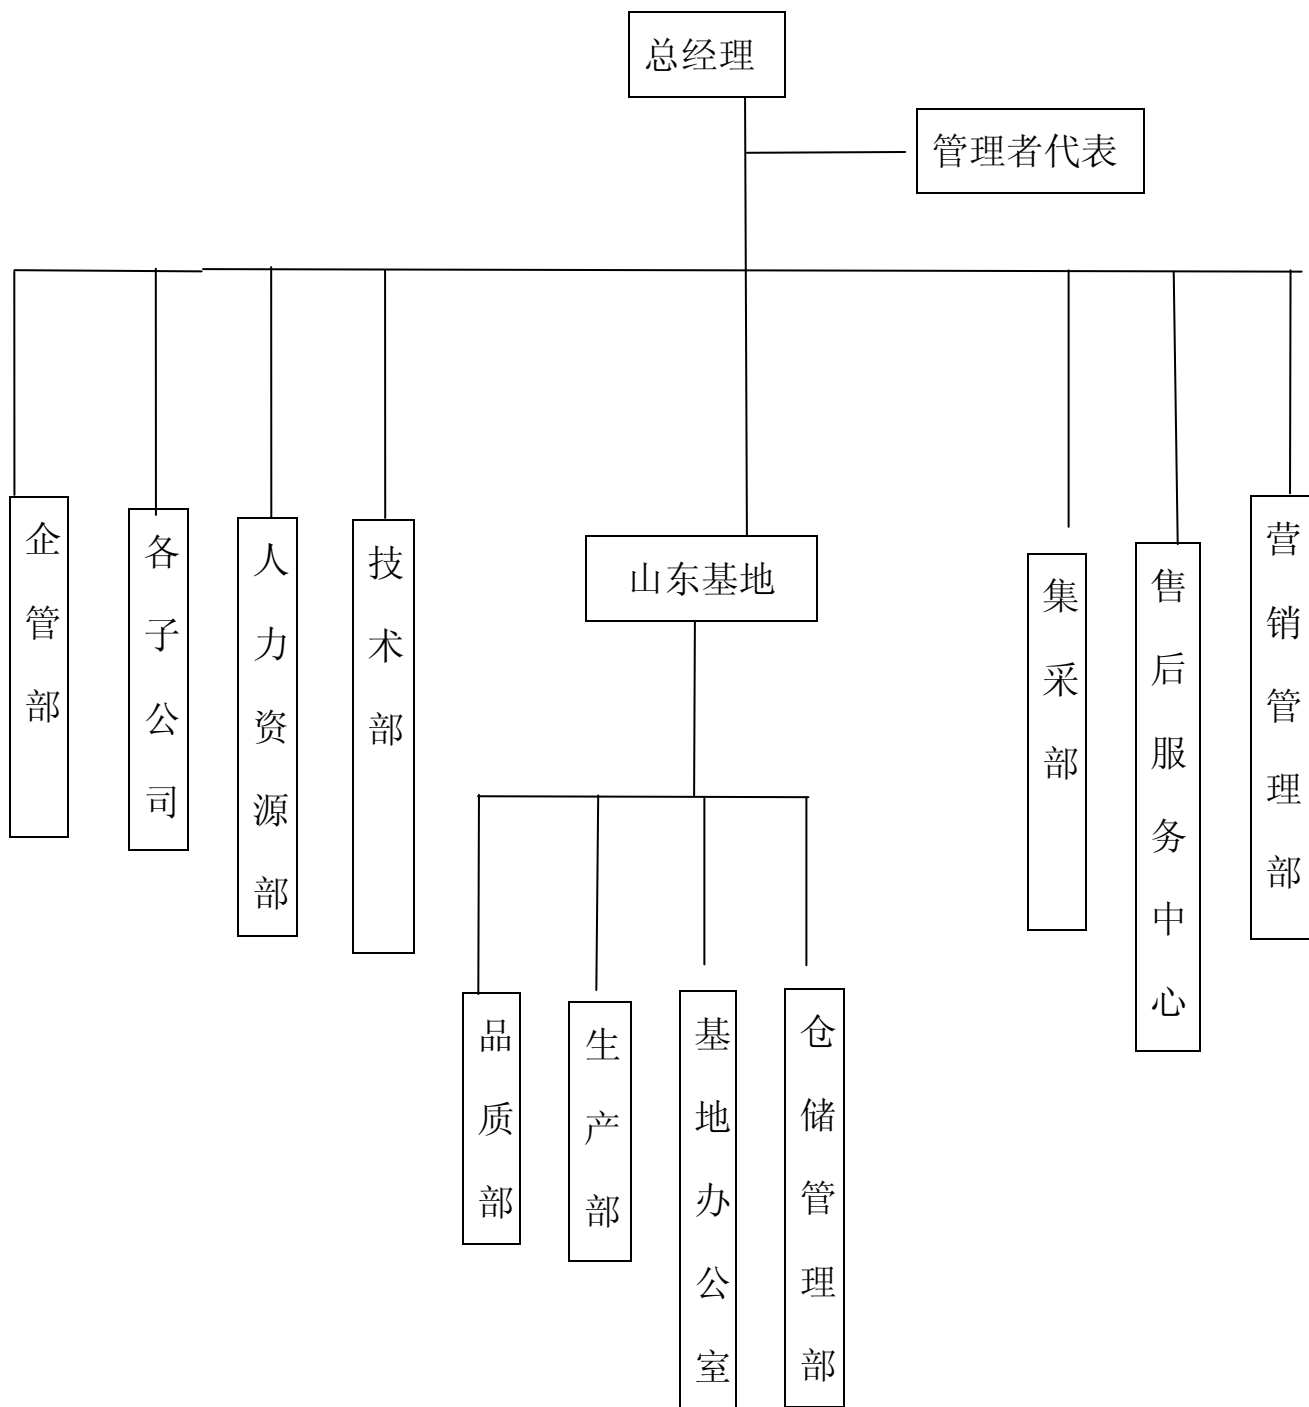 总经理
管理者代表
企管部
各子公司
人力资源部
技术部
山东基地
集采部
售后服务中心
营销管理部
品质部
生产部
基地办公室
仓储管理部